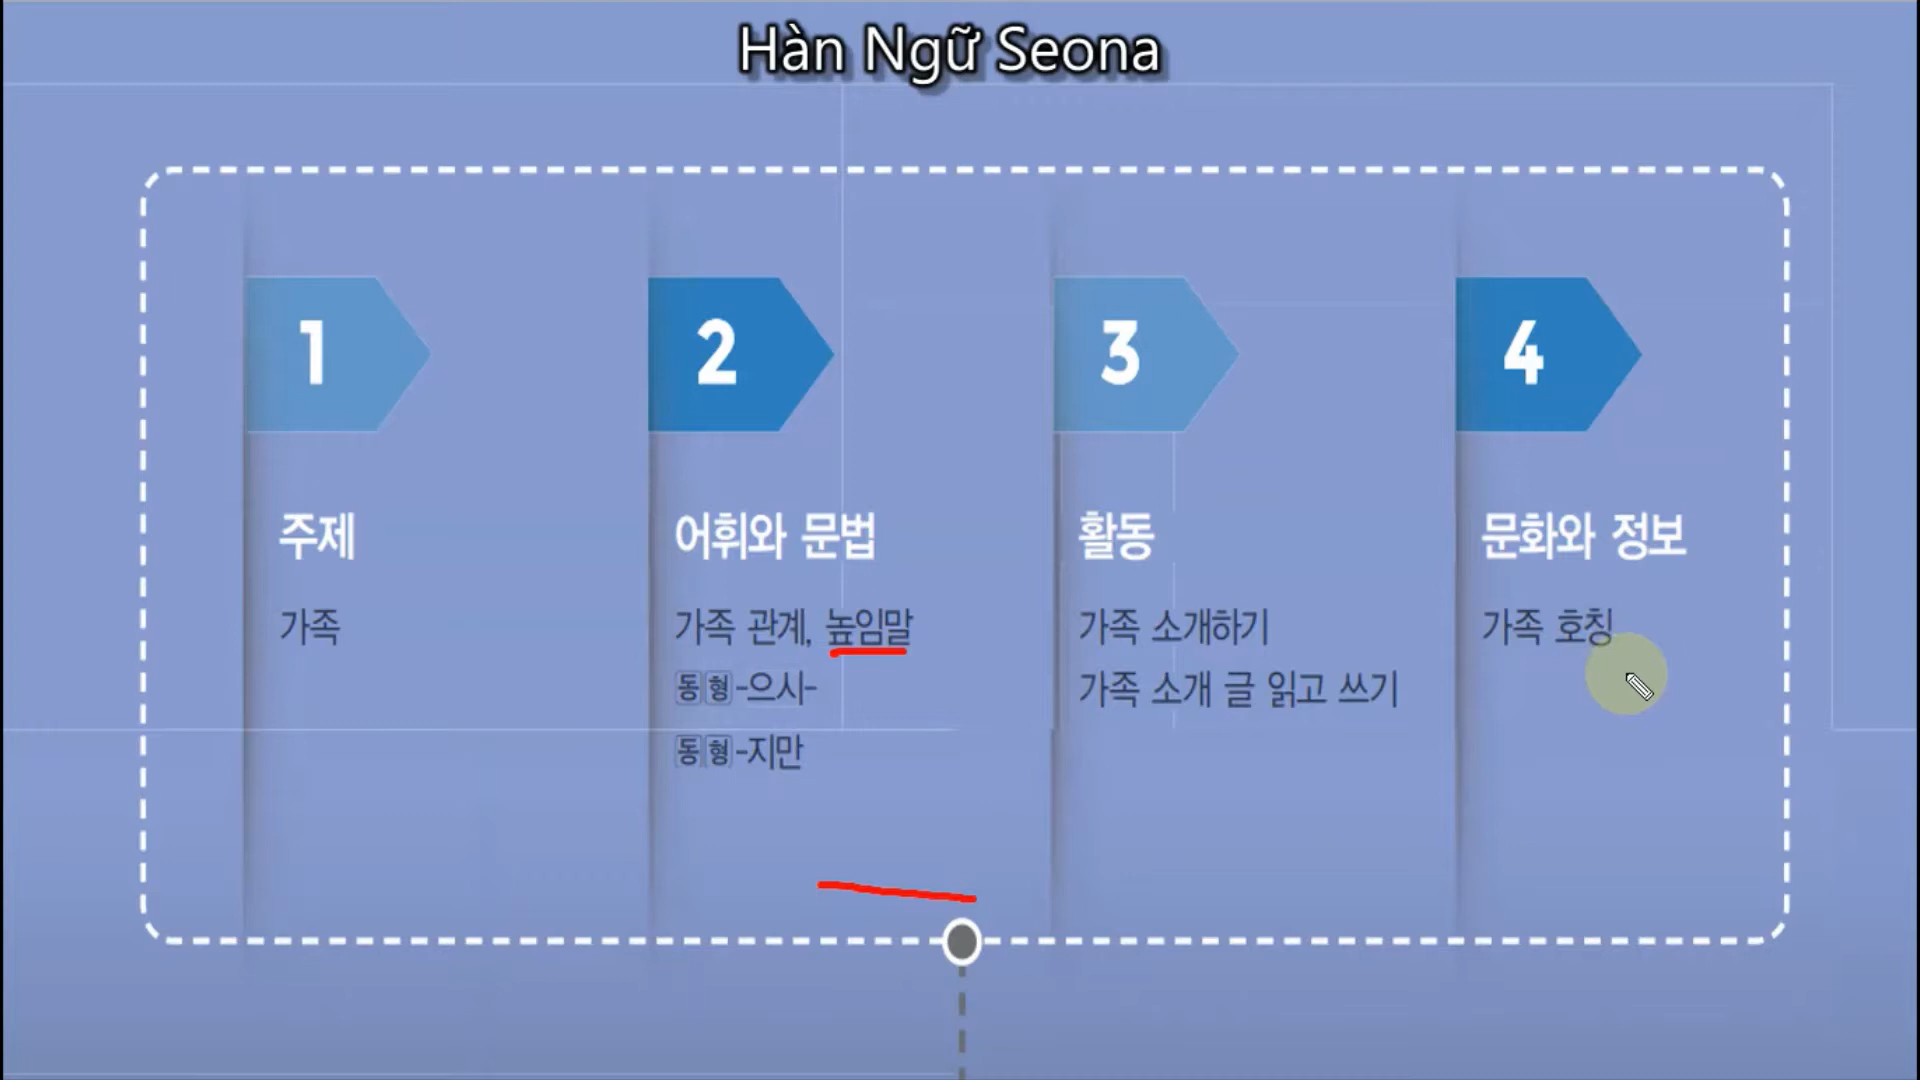 Hàn Ngữ Seona
1
주제
가족
2
어휘와 문법
가족 관계, 높임말
동형-으시-
동형-지만
3
활동
가족 소개하기
가족 소개 글 읽고 쓰기
4
문화와 정보
가족 호칭